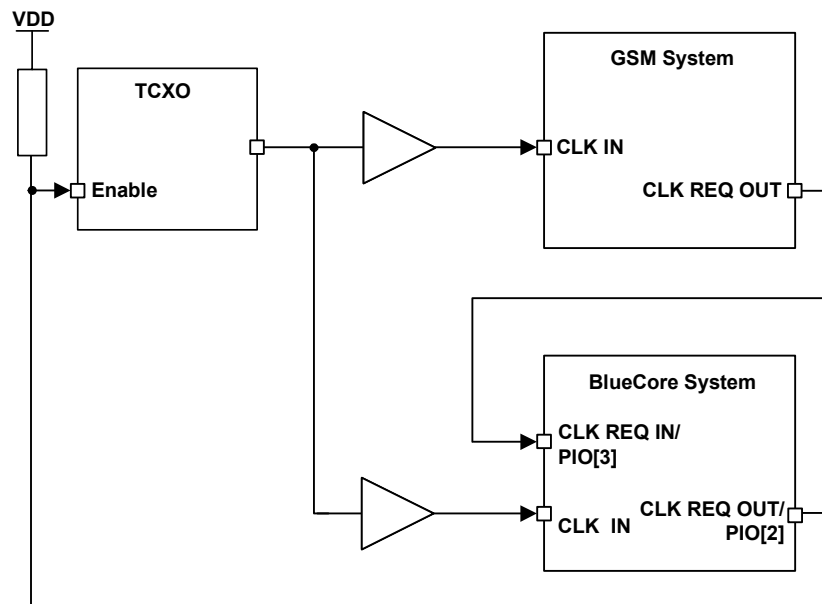 VDD
TCXO
Enable
GSM System
CLK IN
CLK REQ OUT
BlueCore System
CLK REQ IN/
PIO[3]
CLK REQ OUT/
PIO[2]
CLK IN